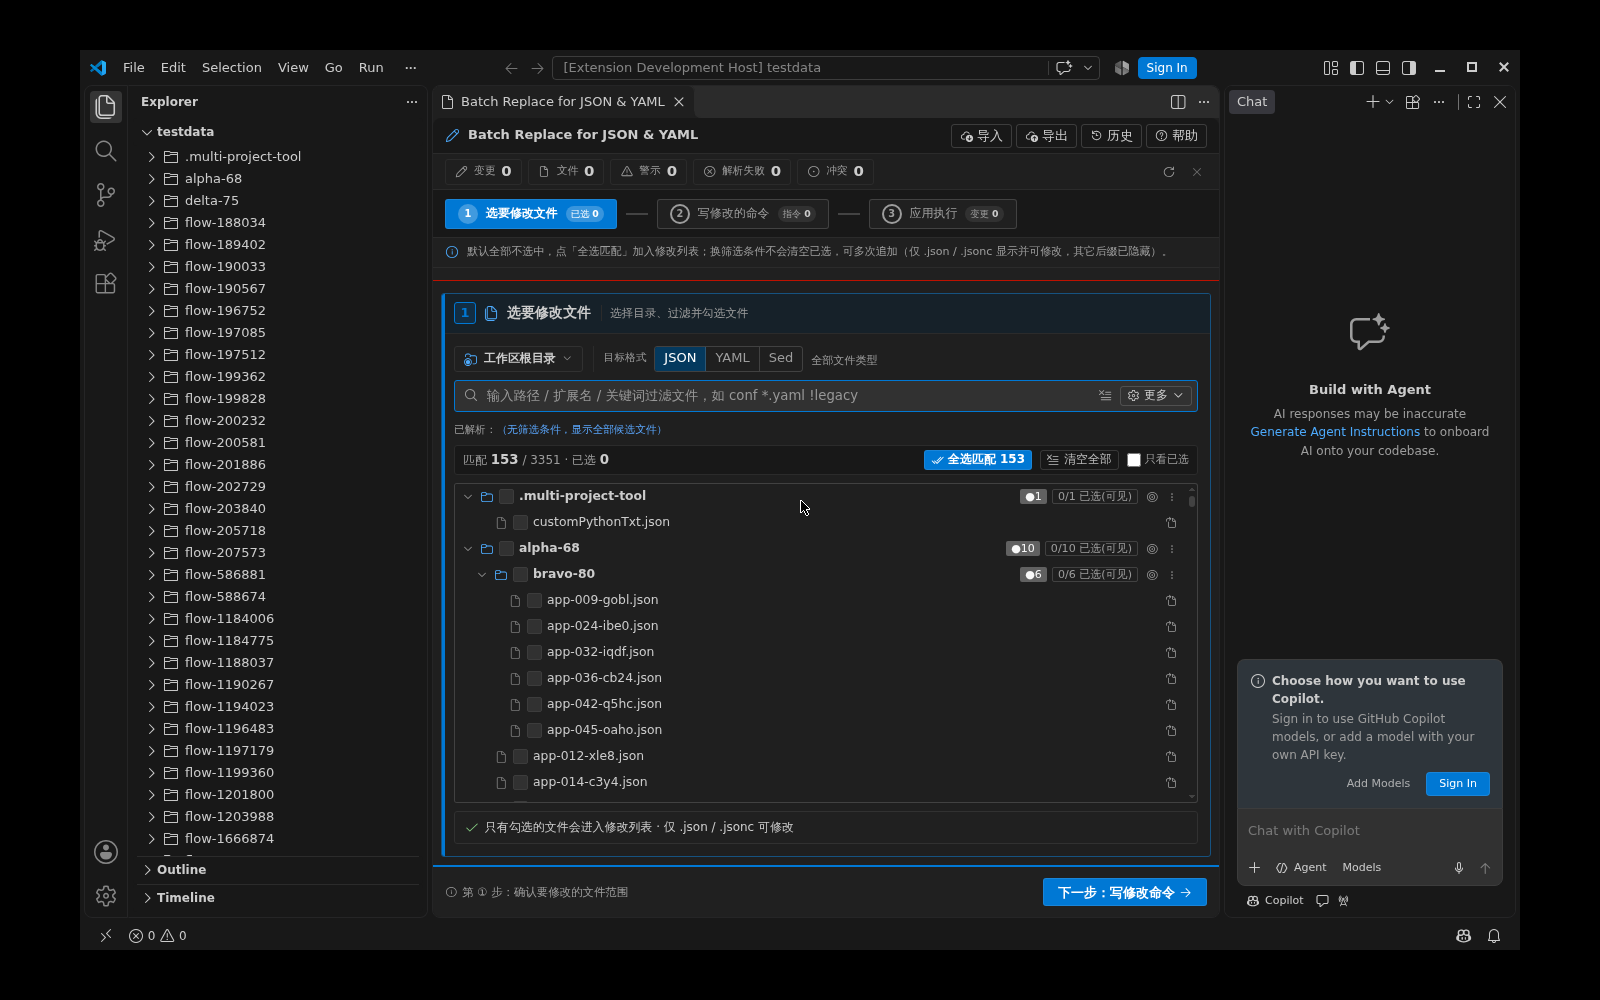 File Edit Selection View Go Run ···
[Extension Development Host] testdata
Sign In
Explorer
testdata
.multi-project-tool
alpha-68
delta-75
flow-188034
flow-189402
flow-190033
flow-190567
flow-196752
flow-197085
flow-197512
flow-199362
flow-199828
flow-200232
flow-200581
flow-201886
flow-202729
flow-203840
flow-205718
flow-207573
flow-586881
flow-588674
flow-1184006
flow-1184775
flow-1188037
flow-1190267
flow-1194023
flow-1196483
flow-1197179
flow-1199360
flow-1201800
flow-1203988
flow-1666874
Outline
Timeline
Batch Replace for JSON & YAML
Batch Replace for JSON & YAML
导入 导出 历史 帮助
变更 0 文件 0 警示 0 解析失败 0 冲突 0
1 选要修改文件 已选 0
2 写修改的命令 指令 0
3 应用执行 变更 0
默认全部不选中，点「全选匹配」加入修改列表；换筛选条件不会清空已选，可多次追加（仅 .json / .jsonc 显示并可修改，其它后缀已隐藏）。
1 选要修改文件 选择目录、过滤并勾选文件
工作区根目录 目标格式 JSON YAML Sed 全部文件类型
输入路径 / 扩展名 / 关键词过滤文件，如 conf *.yaml !legacy 更多
已解析：（无筛选条件，显示全部候选文件）
匹配 153 / 3351 · 已选 0 全选匹配 153 清空全部 只看已选
.multi-project-tool ●1 0/1 已选(可见)
customPythonTxt.json
alpha-68 ●10 0/10 已选(可见)
bravo-80 ●6 0/6 已选(可见)
app-009-gobl.json
app-024-ibe0.json
app-032-iqdf.json
app-036-cb24.json
app-042-q5hc.json
app-045-oaho.json
app-012-xle8.json
app-014-c3y4.json
只有勾选的文件会进入修改列表 · 仅 .json / .jsonc 可修改
第 ① 步：确认要修改的文件范围
下一步：写修改命令 →
Chat
Build with Agent
AI responses may be inaccurate
Generate Agent Instructions to onboard
AI onto your codebase.
Choose how you want to use
Copilot.
Sign in to use GitHub Copilot
models, or add a model with your
own API key.
Add Models Sign In
Chat with Copilot
Agent Models
Copilot
0 0